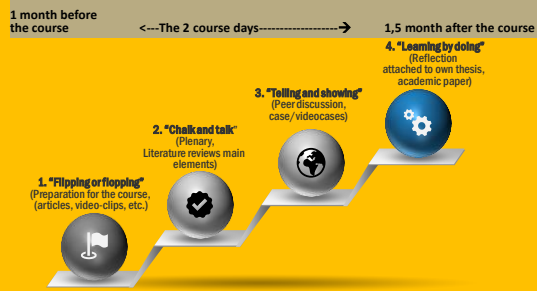 1 month before
the course
<---The 2 course days-------------------→
1,5 month after the course
4. “Learning by doing”
(Reflection
attached to own thesis,
academic paper)
3. “Telling and showing”
(Peer discussion,
case/videocases)
2. “Chalk and talk”
(Plenary,
Literature reviews main
elements)
1. “Flipping or flopping”
(Preparation for the course,
(articles, video-clips, etc.)